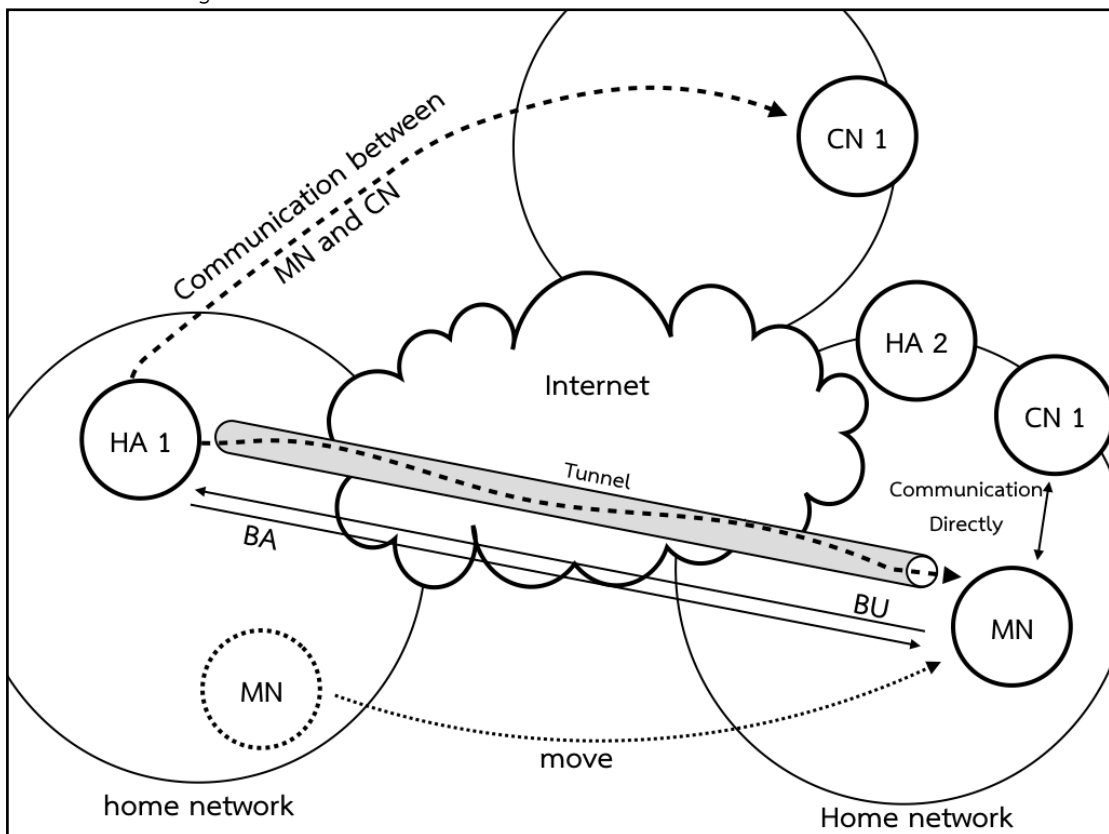 CN 1
Communication between
MN and CN
HA 2
Internet
CN 1
HA 1
Tunnel
Communication
Directly
BA
BU
MN
MN
move
home network
Home network